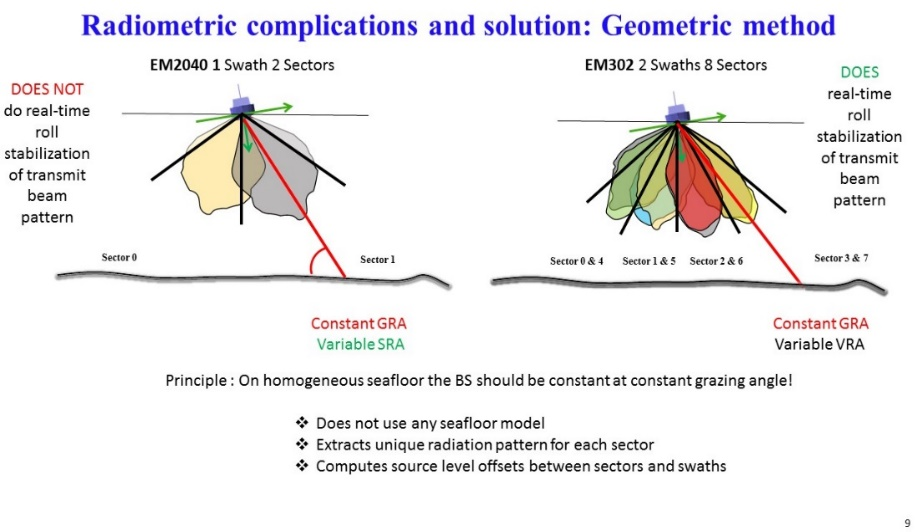 Radiometric complications and solution: Geometric method
EM2040 1 Swath 2 Sectors
DOES NOT
do real-time
roll
stabilization
of transmit
beam
pattern
Sector 0
Sector 1
Constant GRA
Variable SRA
EM302 2 Swaths 8 Sectors
DOES
real-time
roll
stabilization
of transmit
beam
pattern
Sector 0 & 4
Sector 1 & 5
Sector 2 & 6
Sector 3 & 7
Constant GRA
Variable VRA
Principle : On homogeneous seafloor the BS should be constant at constant grazing angle!
❖ Does not use any seafloor model
❖ Extracts unique radiation pattern for each sector
❖ Computes source level offsets between sectors and swaths
9